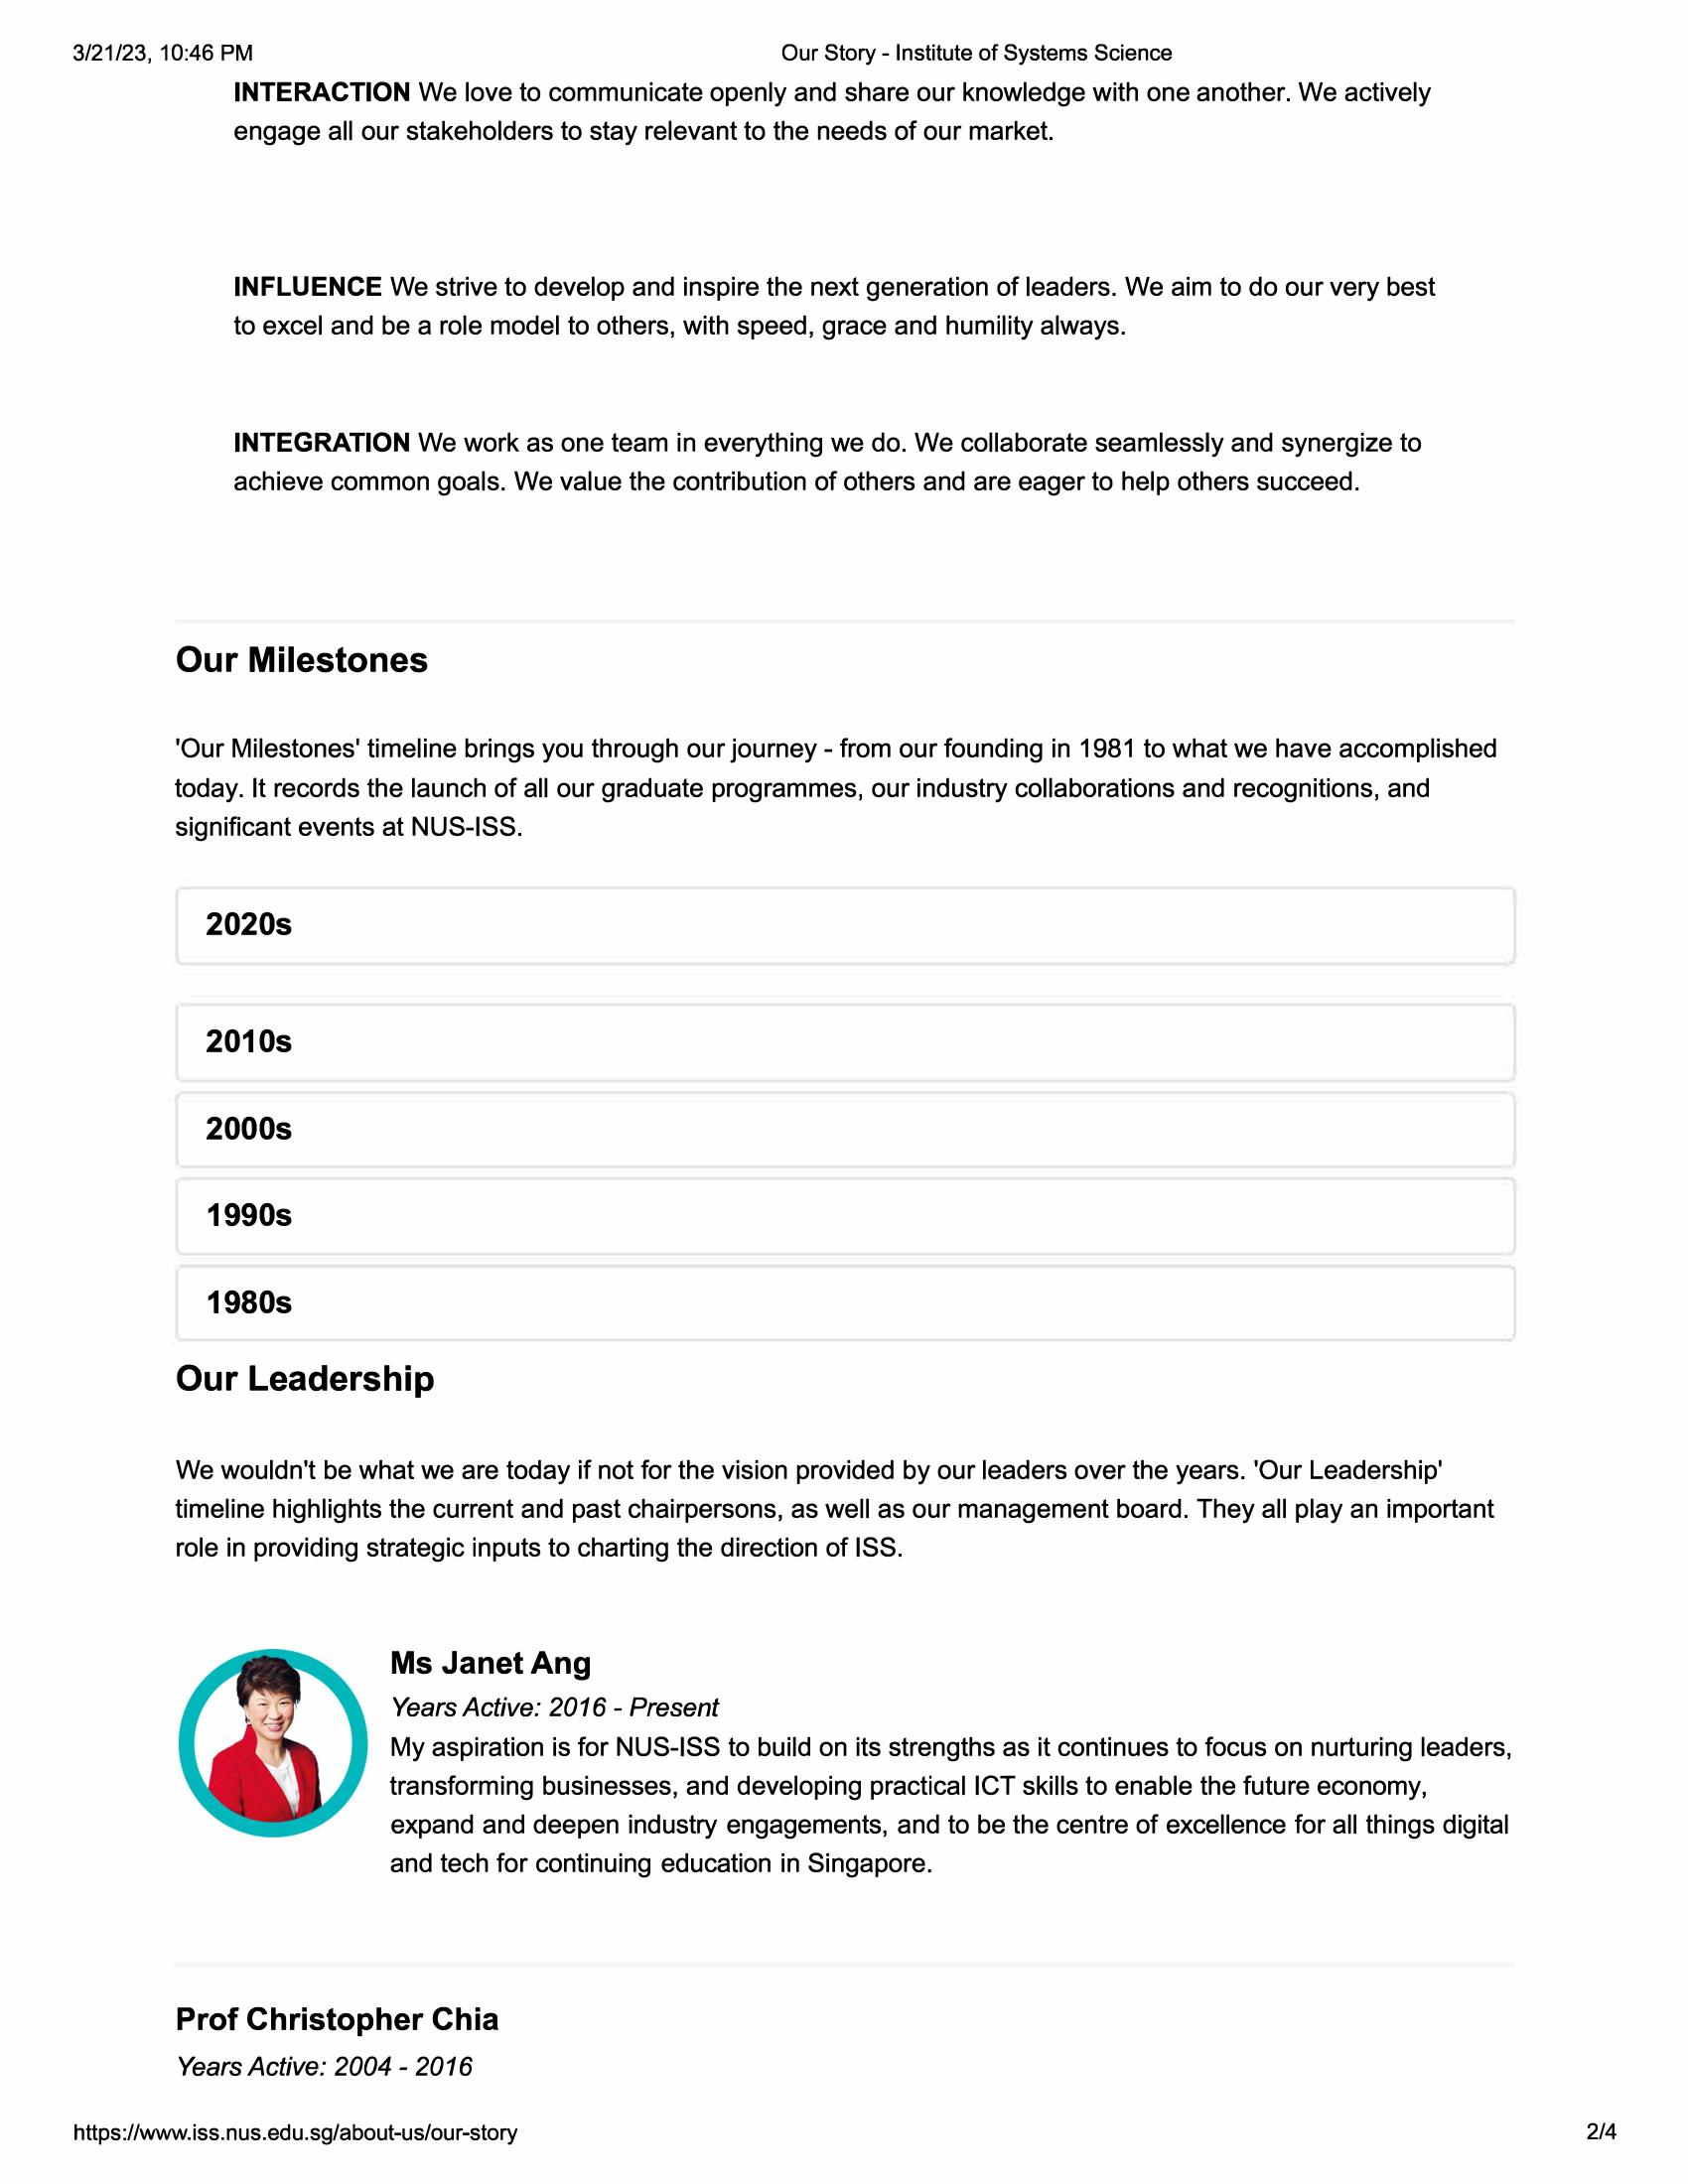 3/21/23, 10:46 PM
Our Story - Institute of Systems Science
INTERACTION We love to communicate openly and share our knowledge with one another. We actively
engage all our stakeholders to stay relevant to the needs of our market.
INFLUENCE We strive to develop and inspire the next generation of leaders. We aim to do our very best
to excel and be a role model to others, with speed, grace and humility always.
INTEGRATION We work as one team in everything we do. We collaborate seamlessly and synergize to
achieve common goals. We value the contribution of others and are eager to help others succeed.
Our Milestones
'Our Milestones' timeline brings you through our journey - from our founding in 1981 to what we have accomplished
today. It records the launch of all our graduate programmes, our industry collaborations and recognitions, and
significant events at NUS-ISS.
2020s
2010s
2000s
1990s
1980s
Our Leadership
We wouldn't be what we are today if not for the vision provided by our leaders over the years. 'Our Leadership'
timeline highlights the current and past chairpersons, as well as our management board. They all play an important
role in providing strategic inputs to charting the direction of ISS.
Ms Janet Ang
Years Active: 2016 - Present
My aspiration is for NUS-ISS to build on its strengths as it continues to focus on nurturing leaders,
transforming businesses, and developing practical ICT skills to enable the future economy,
expand and deepen industry engagements, and to be the centre of excellence for all things digital
and tech for continuing education in Singapore.
Prof Christopher Chia
Years Active: 2004 - 2016
https://www.iss.nus.edu.sg/about-us/our-story
2/4